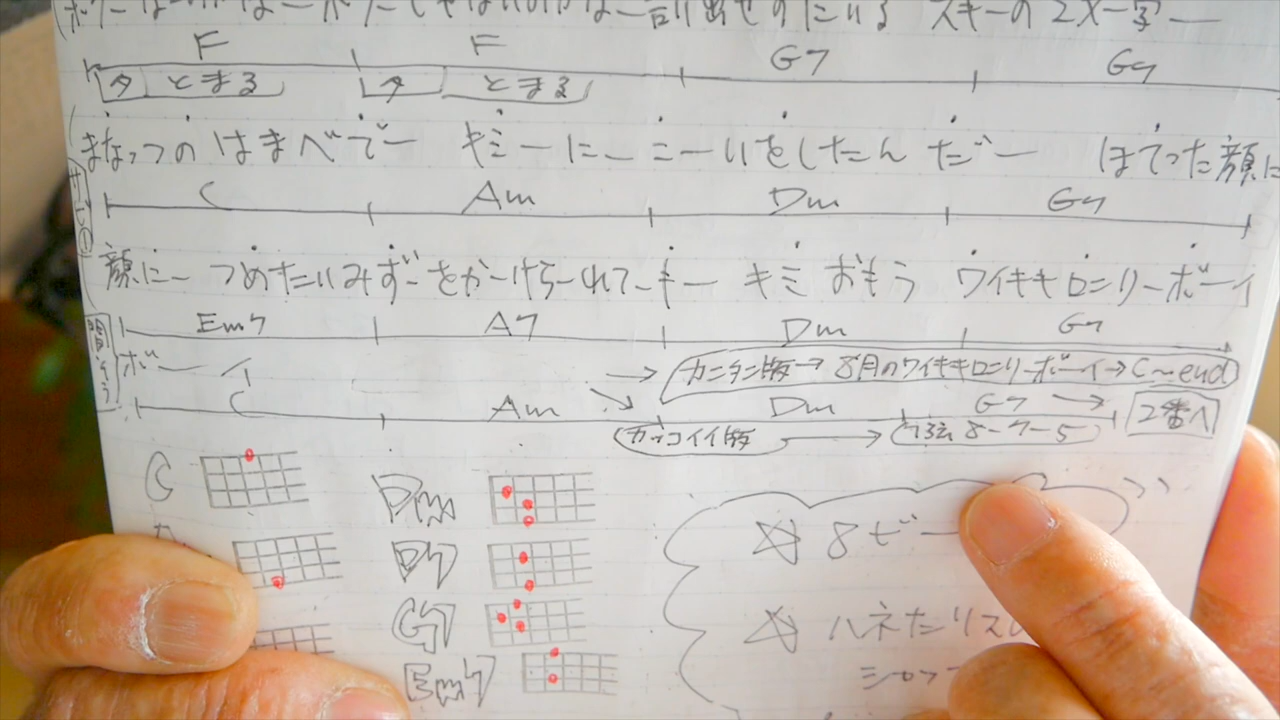 F F G7 G7
タ とまる タ とまる
まなっつの はまべでー キミーにー こーいをしたん だー ほてった顔に
C Am Dm G7
顔にー つめたいみずーをかーけらーれてーもー キミ おもう ワイキキロンリーボーイ
間そう
Em7 A7 Dm G7
ボーイ
カンタン版→ 8月のワイキキロンリーボーイ→C〜end
C Am Dm G7 → 2番へ
カッコイイ版 → 1弦 8-7-5
C Dm
D7
G7
Em7
☆ 8ビー
☆ ハネたリズ